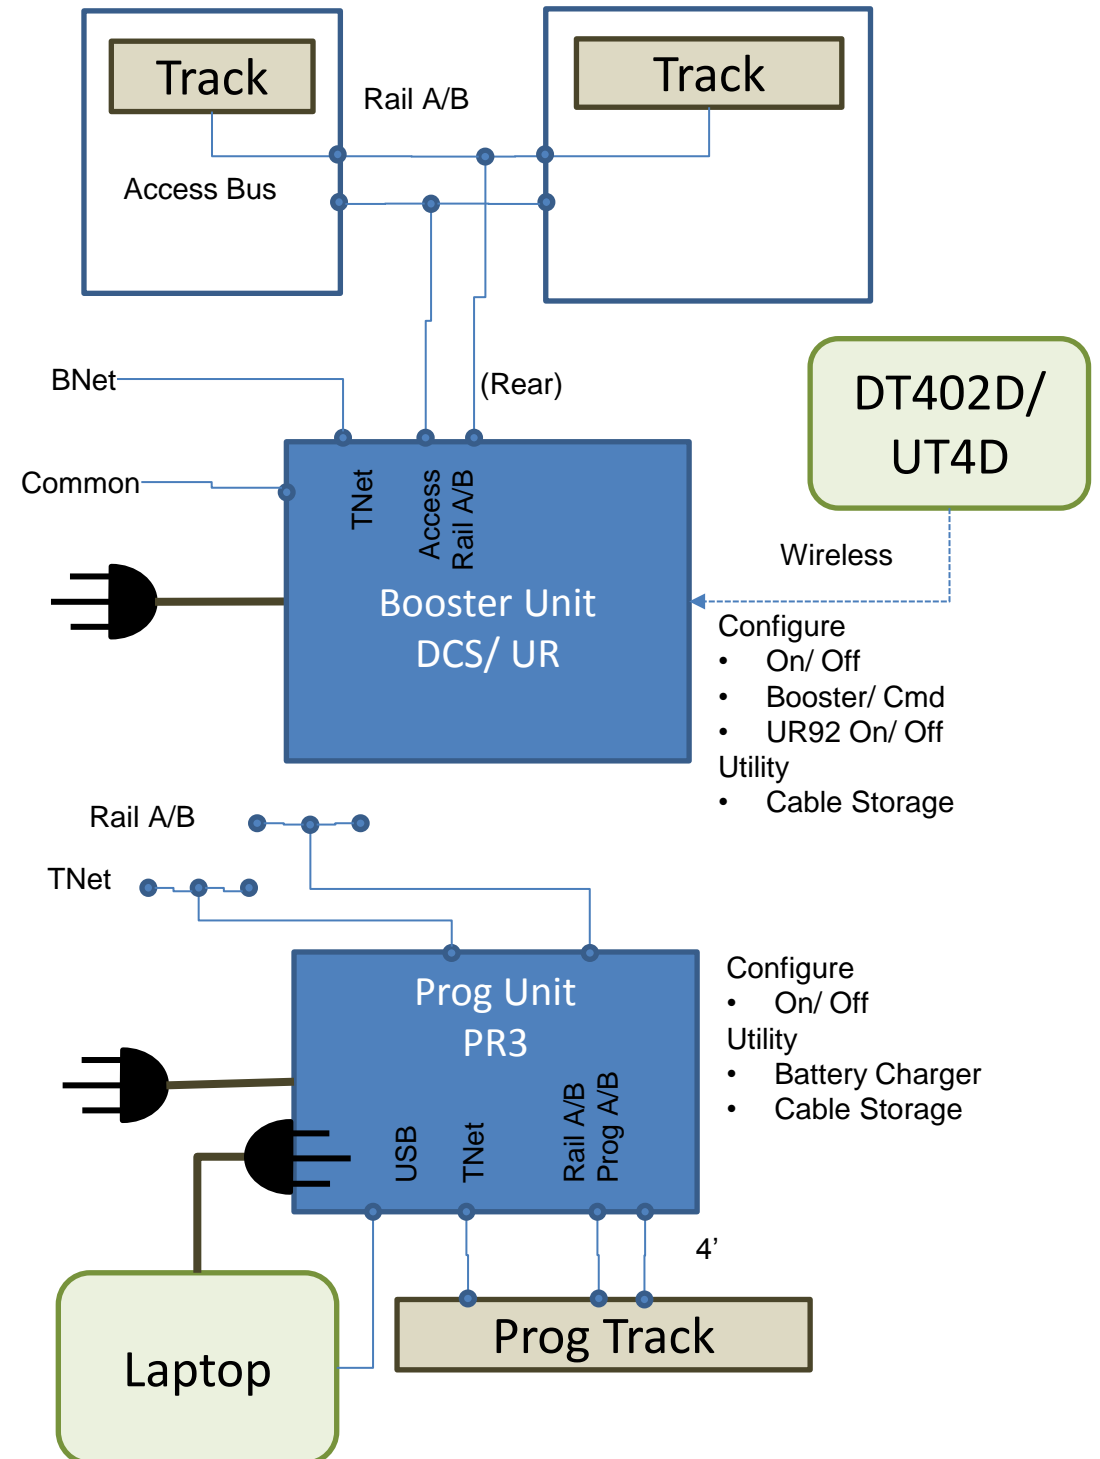 Track
Track
Rail A/B
Access Bus
BNet
(Rear)
DT402D/
UT4D
Common
TNet
Access
Rail A/B
Wireless
Booster Unit
DCS/ UR
Configure
• On/ Off
• Booster/ Cmd
• UR92 On/ Off
Utility
• Cable Storage
Rail A/B
TNet
Prog Unit
PR3
Configure
• On/ Off
Utility
• Battery Charger
• Cable Storage
USB
TNet
Rail A/B
Prog A/B
4’
Prog Track
Laptop